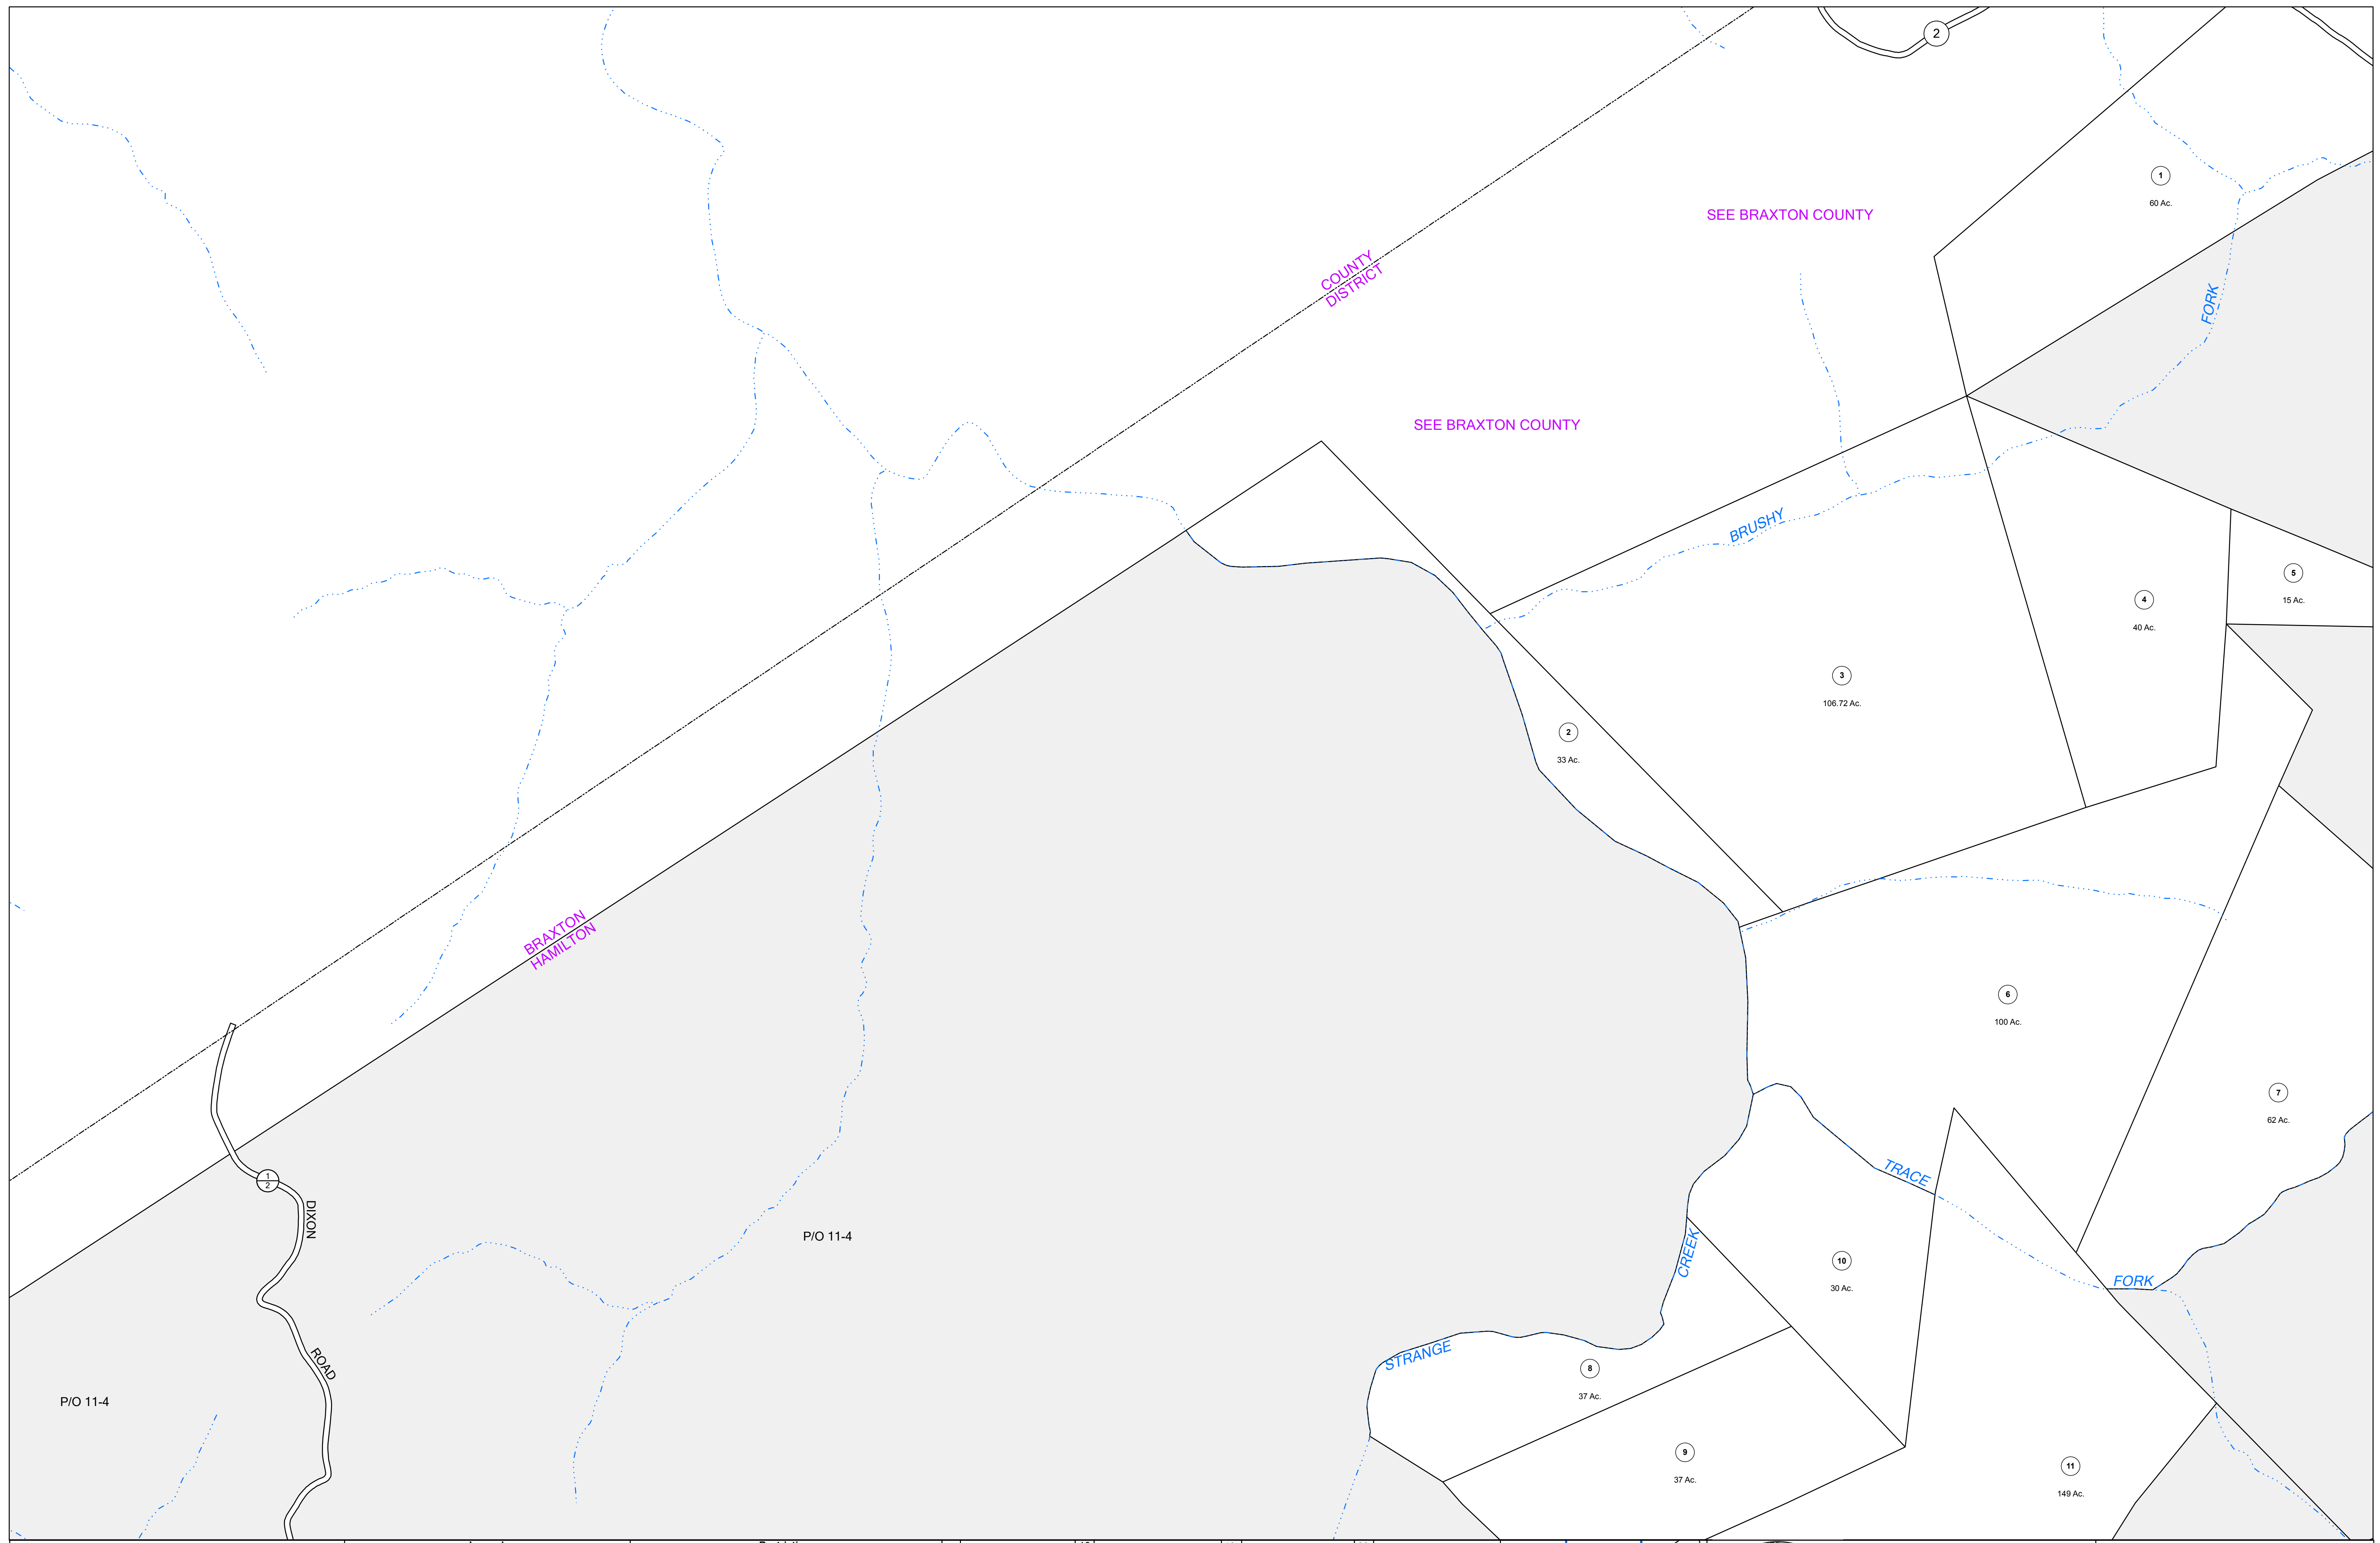 2
1
60 Ac.
SEE BRAXTON COUNTY
COUNTY
DISTRICT
FORK
SEE BRAXTON COUNTY
BRUSHY
5
15 Ac.
4
40 Ac.
3
106.72 Ac.
2
33 Ac.
BRAXTON
HAMILTON
6
100 Ac.
7
62 Ac.
1
2
DIXON
TRACE
P/O 11-4
CREEK
10
30 Ac.
FORK
ROAD
STRANGE
8
37 Ac.
P/O 11-4
9
37 Ac.
11
149 Ac.